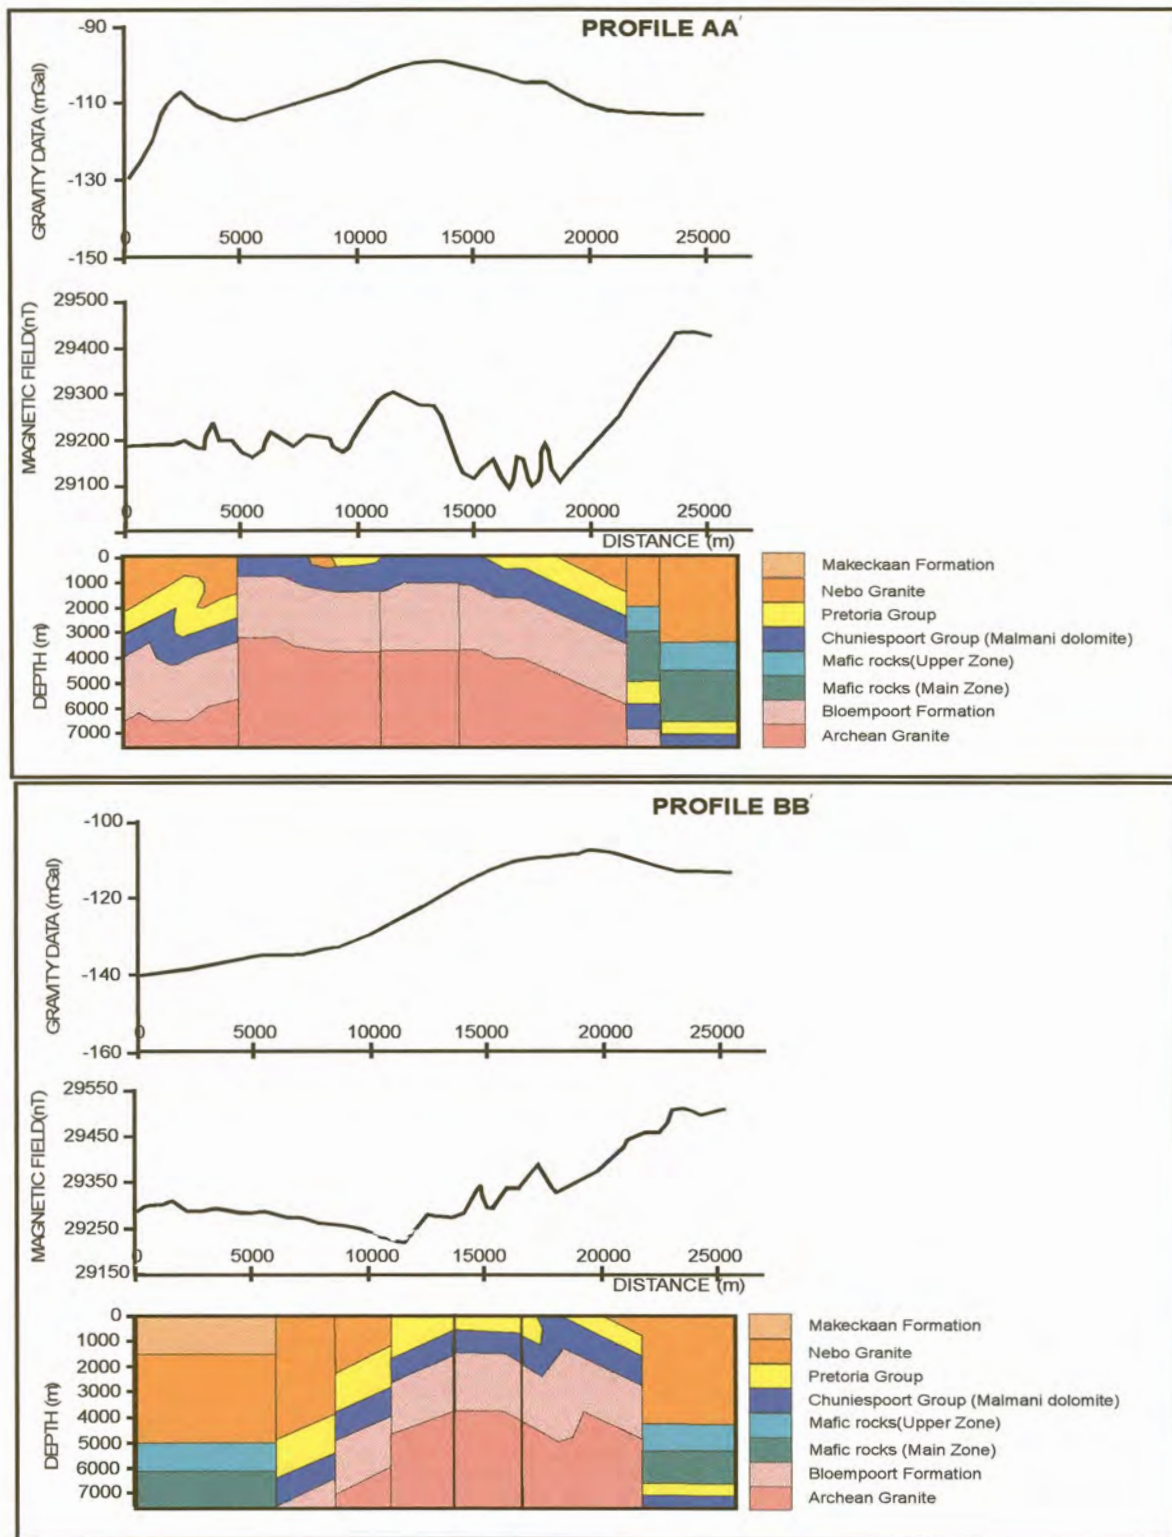 PROFILE AA'
GRAVITY DATA (mGal)
-90
-110
-130
-150
0 5000 10000 15000 20000 25000
MAGNETIC FIELD(nT)
29500
29400
29300
29200
29100
0 5000 10000 15000 20000 25000
DISTANCE (m)
DEPTH (m)
0
1000
2000
3000
4000
5000
6000
7000
Makeckaan Formation
Nebo Granite
Pretoria Group
Chuniespoort Group (Malmani dolomite)
Mafic rocks(Upper Zone)
Mafic rocks (Main Zone)
Bloempoort Formation
Archean Granite
PROFILE BB'
GRAVITY DATA (mGal)
-100
-120
-140
-160
0 5000 10000 15000 20000 25000
MAGNETIC FIELD(nT)
29550
29450
29350
29250
29150
0 5000 10000 15000 20000 25000
DISTANCE (m)
DEPTH (m)
0
1000
2000
3000
4000
5000
6000
7000
Makeckaan Formation
Nebo Granite
Pretoria Group
Chuniespoort Group (Malmani dolomite)
Mafic rocks(Upper Zone)
Mafic rocks (Main Zone)
Bloempoort Formation
Archean Granite